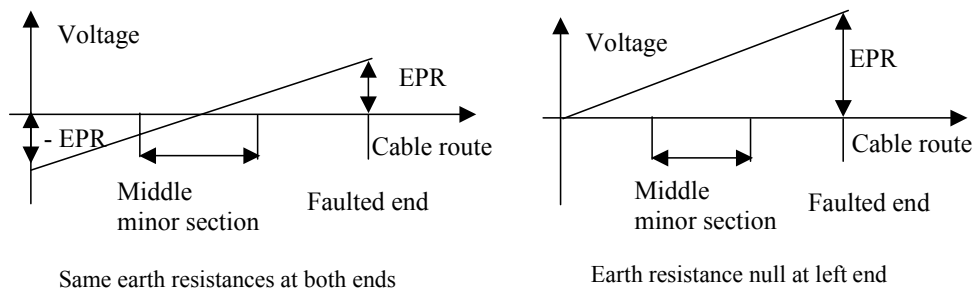 Voltage
EPR
- EPR
Cable route
Middle
minor section
Faulted end
Same earth resistances at both ends
Voltage
EPR
Cable route
Middle
minor section
Faulted end
Earth resistance null at left end